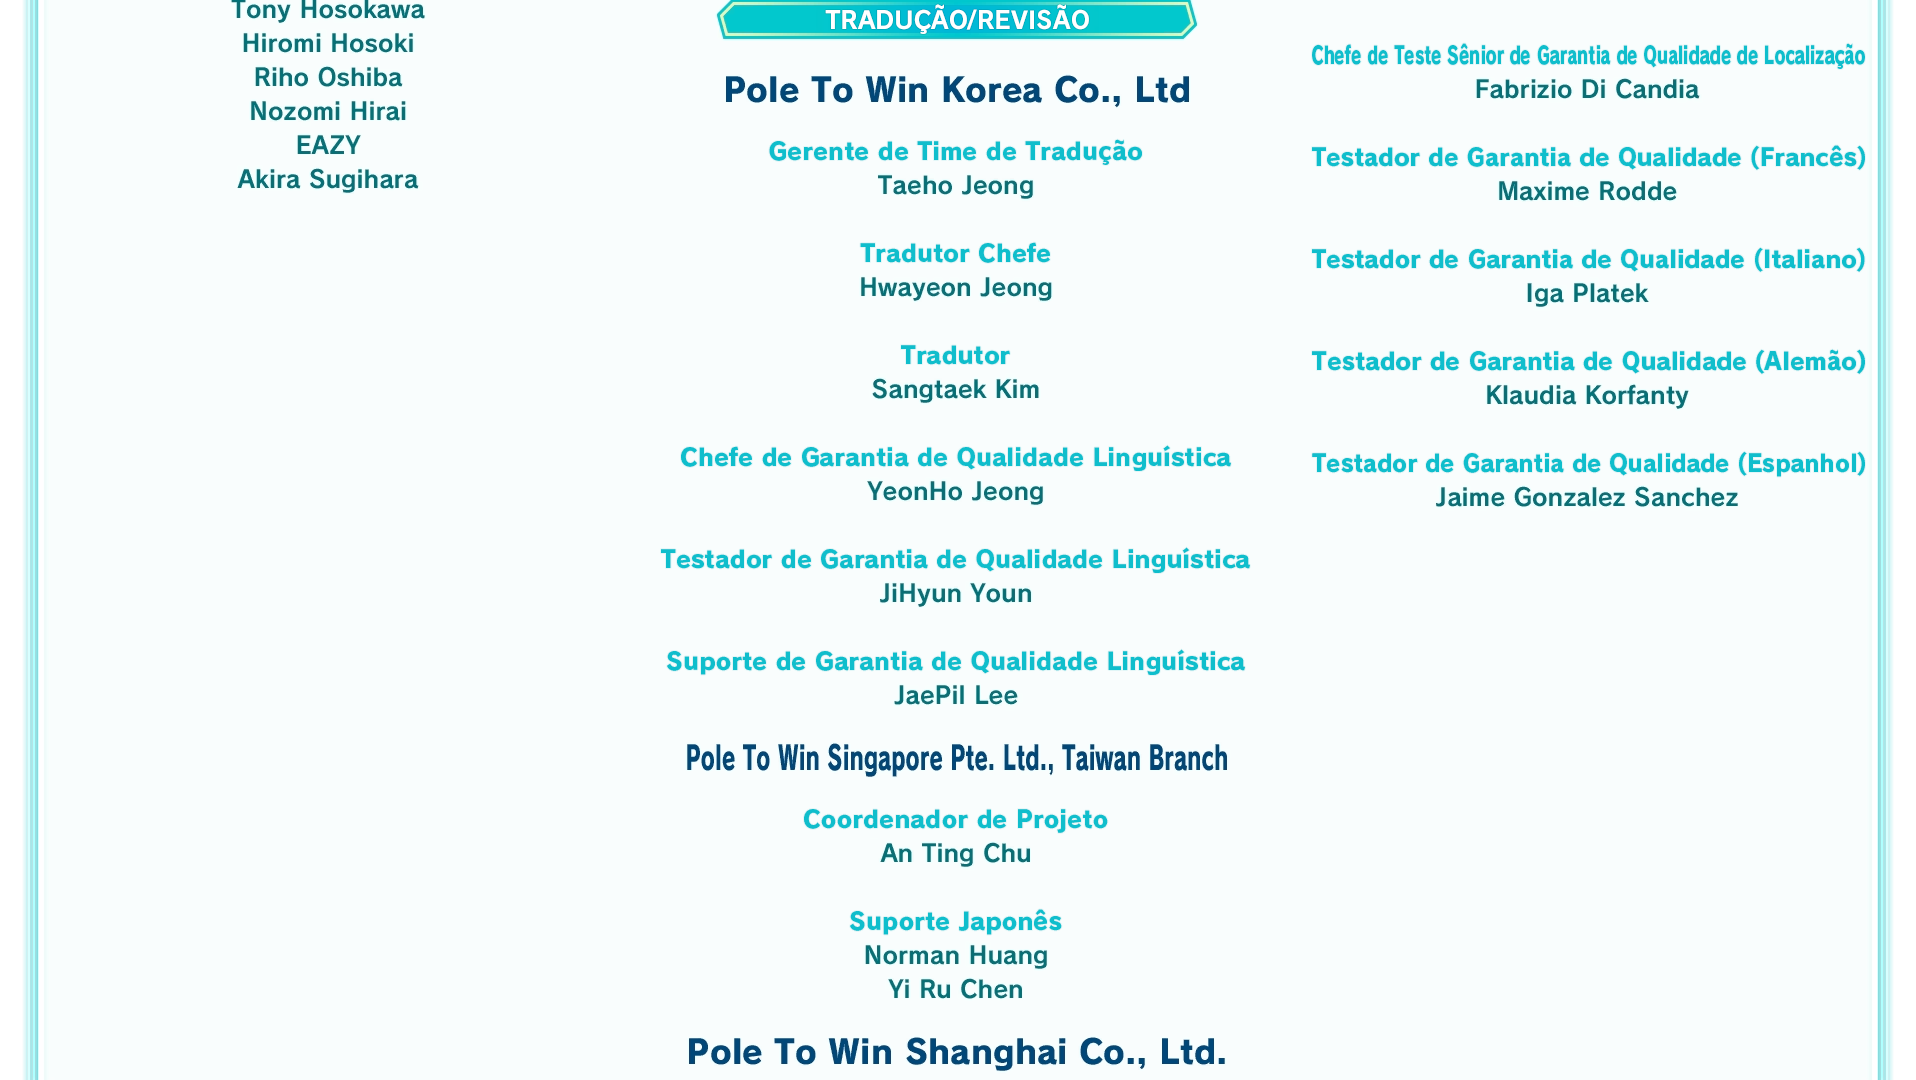 Tony Hosokawa
Hiromi Hosoki
Riho Oshiba
Nozomi Hirai
EAZY
Akira Sugihara
TRADUÇÃO/REVISÃO
Pole To Win Korea Co., Ltd
Gerente de Time de Tradução
Taeho Jeong
Tradutor Chefe
Hwayeon Jeong
Tradutor
Sangtaek Kim
Chefe de Garantia de Qualidade Linguística
YeonHo Jeong
Testador de Garantia de Qualidade Linguística
JiHyun Youn
Suporte de Garantia de Qualidade Linguística
JaePil Lee
Pole To Win Singapore Pte. Ltd., Taiwan Branch
Coordenador de Projeto
An Ting Chu
Suporte Japonês
Norman Huang
Yi Ru Chen
Pole To Win Shanghai Co., Ltd.
Chefe de Teste Sênior de Garantia de Qualidade de Localização
Fabrizio Di Candia
Testador de Garantia de Qualidade (Francês)
Maxime Rodde
Testador de Garantia de Qualidade (Italiano)
Iga Platek
Testador de Garantia de Qualidade (Alemão)
Klaudia Korfanty
Testador de Garantia de Qualidade (Espanhol)
Jaime Gonzalez Sanchez